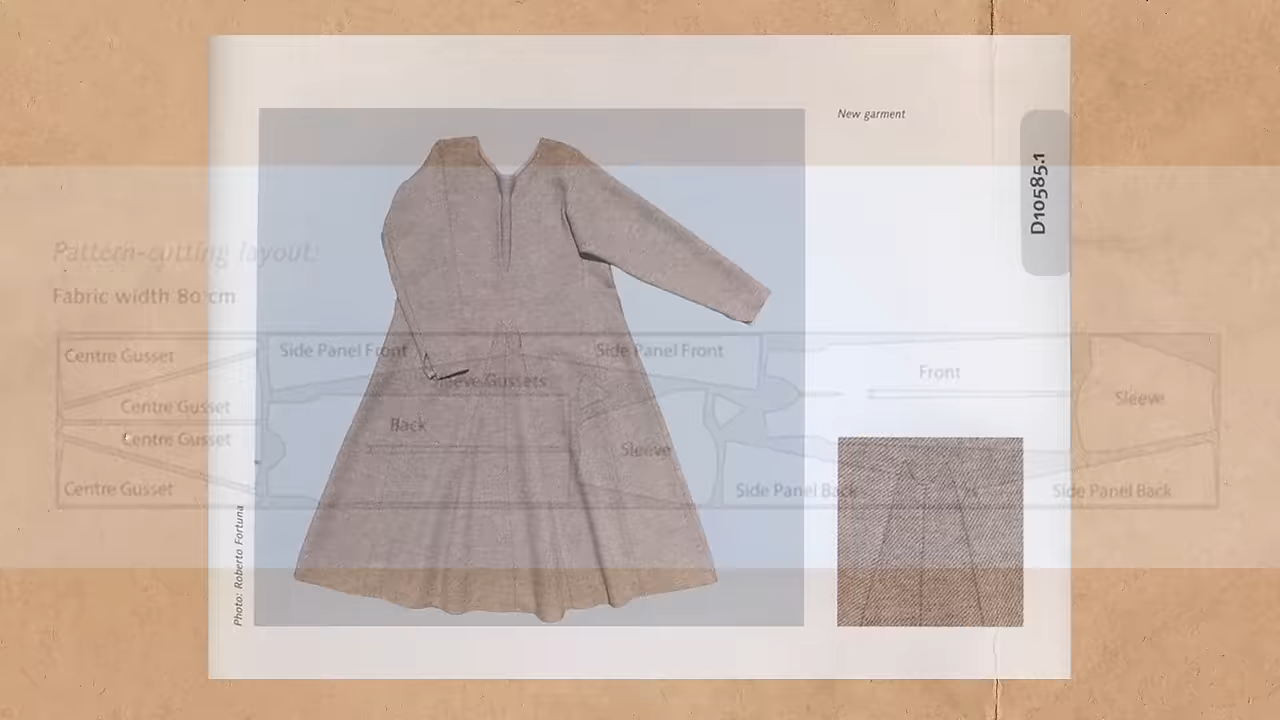 New garment
D10585.1
Pattern-cutting layout:
Fabric width 80 cm
Centre Gusset
Side Panel Front
Side Panel Front
Sleeve Gussets
Front
Sleeve
Centre Gusset
Back
Centre Gusset
Sleeve
Centre Gusset
Side Panel Back
Side Panel Back
Photo: Roberto Fortuna